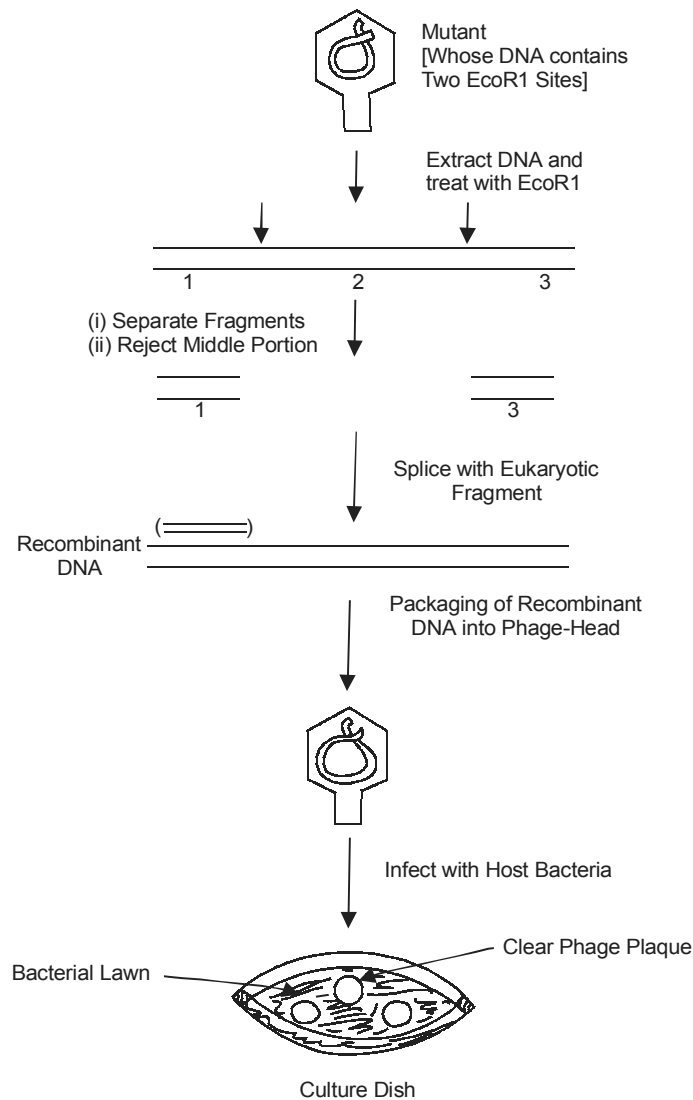 Mutant
[Whose DNA contains
Two EcoR1 Sites]
Extract DNA and
treat with EcoR1
1 2 3
(i) Separate Fragments
(ii) Reject Middle Portion
1 3
Splice with Eukaryotic
Fragment
( )
Recombinant
DNA
Packaging of Recombinant
DNA into Phage-Head
Infect with Host Bacteria
Clear Phage Plaque
Bacterial Lawn
Culture Dish